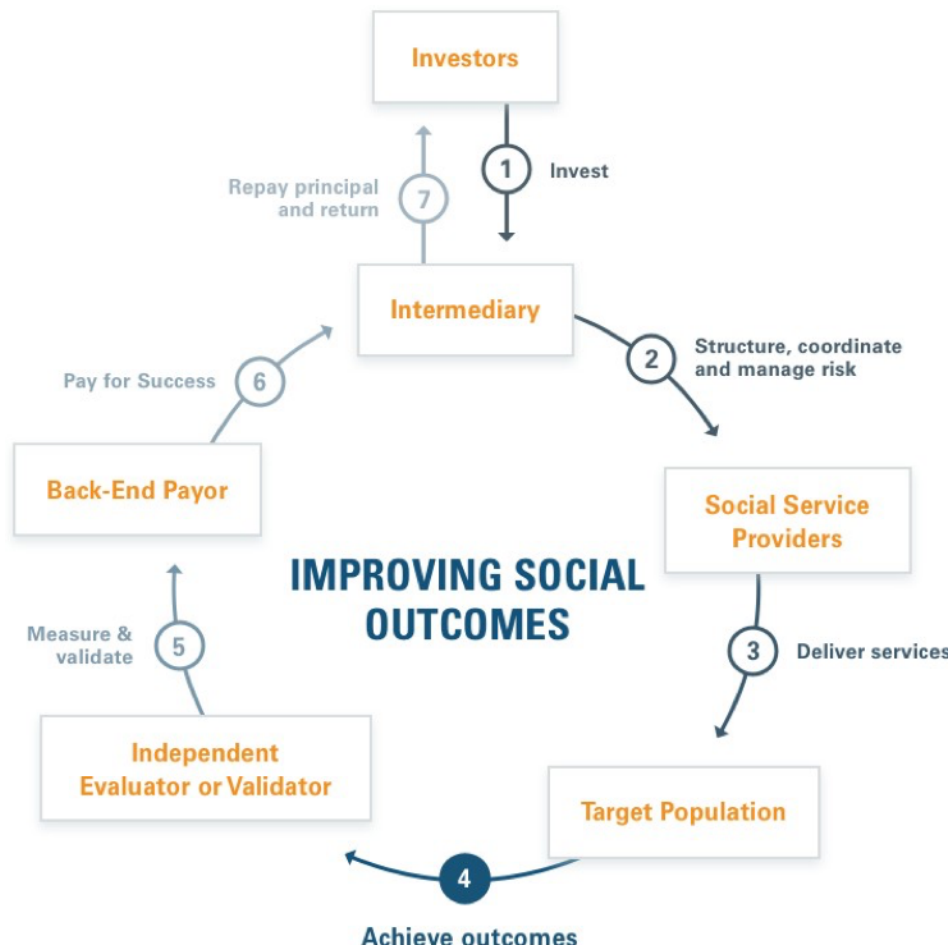 Investors
1
Invest
Repay principal
and return
7
Intermediary
2
Structure, coordinate
and manage risk
Pay for Success
6
Back-End Payor
Social Service
Providers
IMPROVING SOCIAL
OUTCOMES
Measure &
validate
5
3
Deliver services
Independent
Evaluator or Validator
Target Population
4
Achieve outcomes